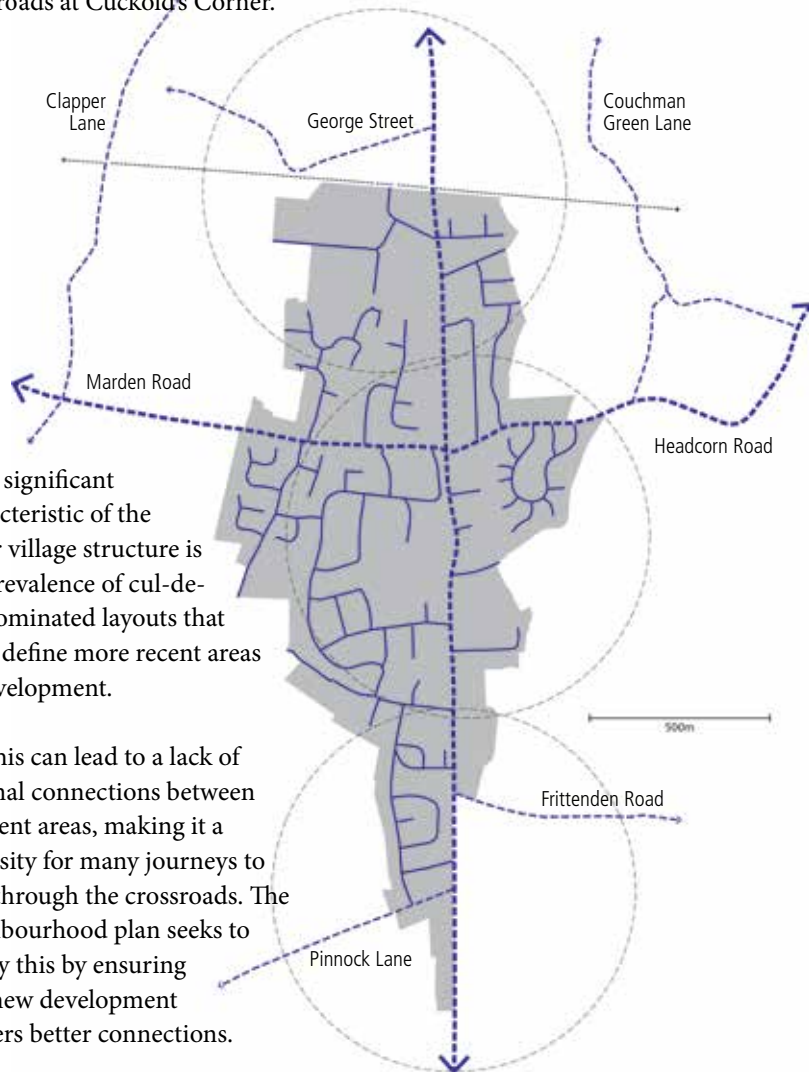 roads at Cuckold's Corner.
Clapper
Lane
George Street
Couchman
Green Lane
Marden Road
Headcorn Road
significant
cteristic of the
village structure is
revalence of cul-de-
ominated layouts that
define more recent areas
velopment.
his can lead to a lack of
nal connections between
ent areas, making it a
sity for many journeys to
through the crossroads. The
bourhood plan seeks to
y this by ensuring
new development
ers better connections.
500m
Frittenden Road
Pinnock Lane